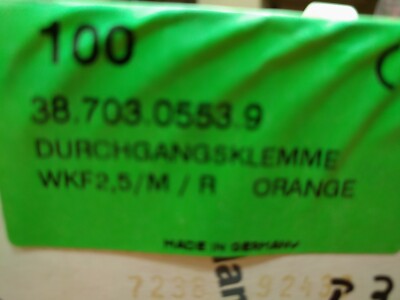 100
38.703.0553.9
DURCHGANGSKLEMME
WKF2,5/M / R ORANGE
MADE IN GERMANY